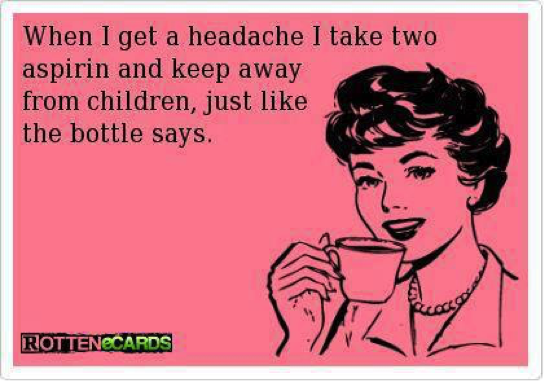 When I get a headache I take two
aspirin and keep away
from children, just like
the bottle says.
ROTTENeCARDS